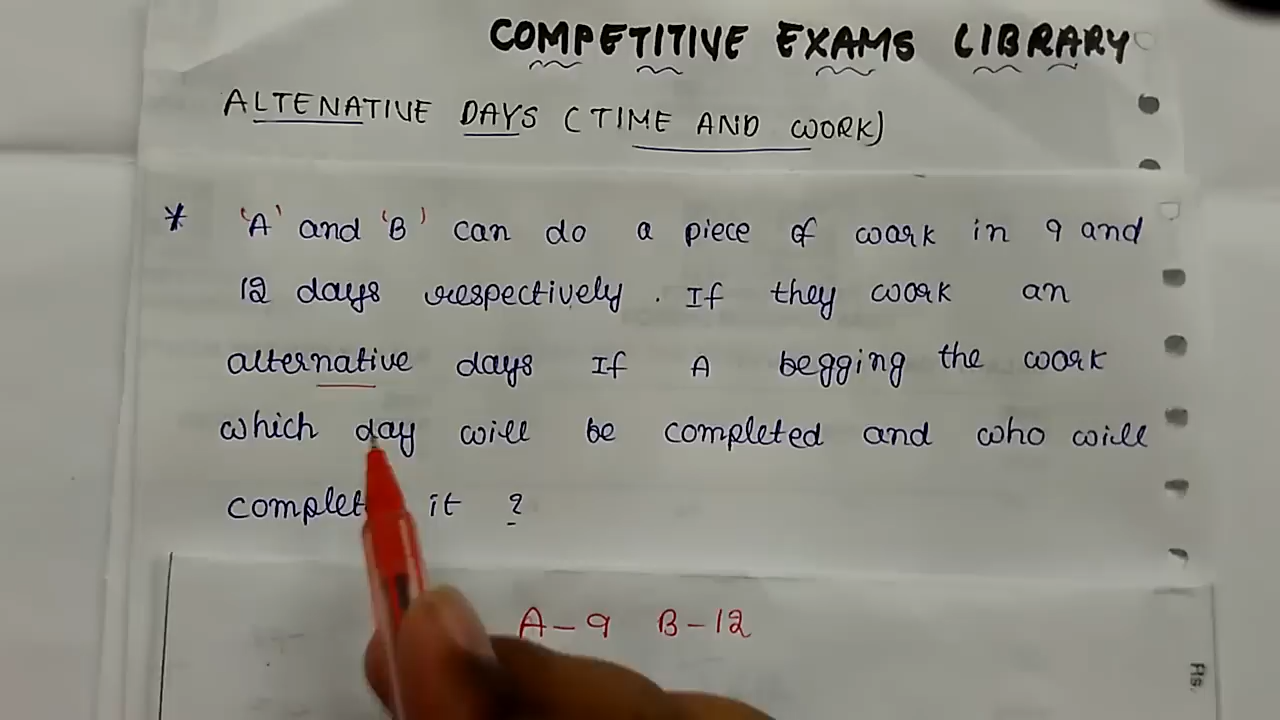 COMPETITIVE EXAMS LIBRARY
ALTENATIVE DAYS (TIME AND WORK)
* 'A' and 'B' can do a piece of work in 9 and
12 days respectively. If they work an
alternative days If A begging the work
which day will be completed and who will
complet it ?
A-9 B-12
Rs.